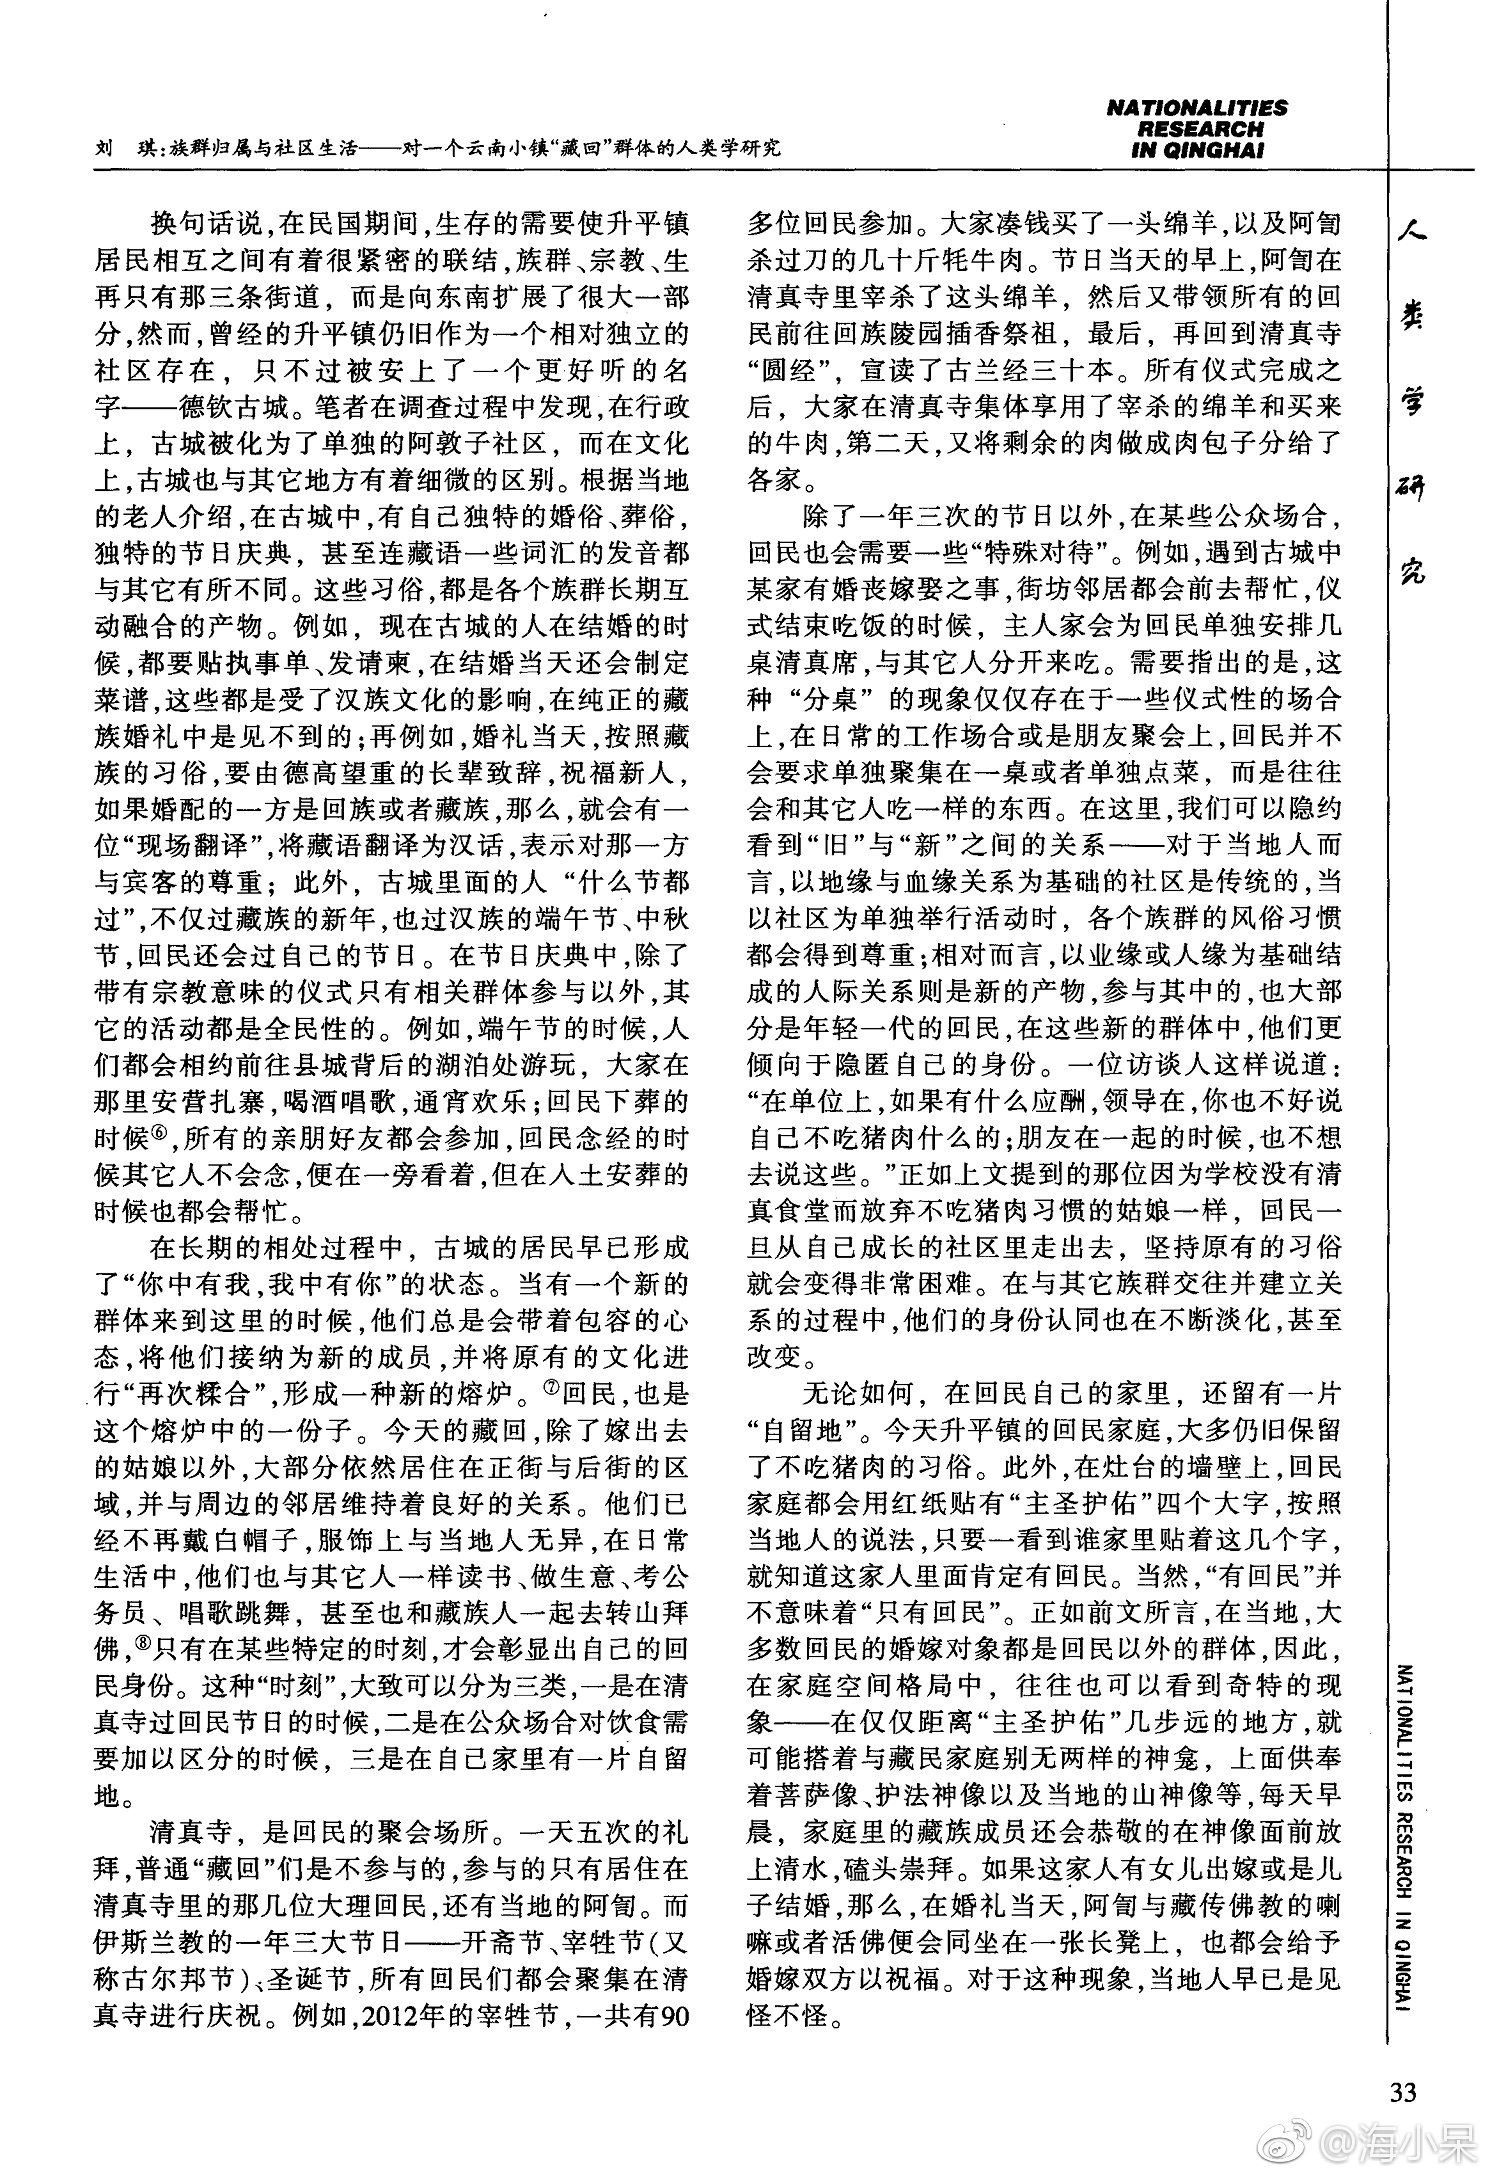 NATIONALITIES
RESEARCH
IN QINGHAI
刘　琪:族群归属与社区生活——对一个云南小镇“藏回”群体的人类学研究
换句话说,在民国期间,生存的需要使升平镇
居民相互之间有着很紧密的联结,族群、宗教、生
再只有那三条街道，而是向东南扩展了很大一部
分,然而,曾经的升平镇仍旧作为一个相对独立的
社区存在，只不过被安上了一个更好听的名
字——德钦古城。笔者在调查过程中发现,在行政
上，古城被化为了单独的阿敦子社区，而在文化
上,古城也与其它地方有着细微的区别。根据当地
的老人介绍,在古城中,有自己独特的婚俗、葬俗,
独特的节日庆典，甚至连藏语一些词汇的发音都
与其它有所不同。这些习俗,都是各个族群长期互
动融合的产物。例如，现在古城的人在结婚的时
候,都要贴执事单、发请柬,在结婚当天还会制定
菜谱,这些都是受了汉族文化的影响,在纯正的藏
族婚礼中是见不到的;再例如,婚礼当天,按照藏
族的习俗,要由德高望重的长辈致辞,祝福新人,
如果婚配的一方是回族或者藏族,那么,就会有一
位“现场翻译”,将藏语翻译为汉话,表示对那一方
与宾客的尊重；此外，古城里面的人“什么节都
过”,不仅过藏族的新年,也过汉族的端午节、中秋
节,回民还会过自己的节日。在节日庆典中,除了
带有宗教意味的仪式只有相关群体参与以外,其
它的活动都是全民性的。例如,端午节的时候,人
们都会相约前往县城背后的湖泊处游玩，大家在
那里安营扎寨,喝酒唱歌,通宵欢乐;回民下葬的
时候⑥,所有的亲朋好友都会参加,回民念经的时
候其它人不会念,便在一旁看着,但在人土安葬的
时候也都会帮忙。
在长期的相处过程中，古城的居民早已形成
了“你中有我,我中有你”的状态。当有一个新的
群体来到这里的时候,他们总是会带着包容的心
态,将他们接纳为新的成员,并将原有的文化进
行“再次糅合”,形成一种新的熔炉。⑦回民,也是
这个熔炉中的一份子。今天的藏回,除了嫁出去
的姑娘以外,大部分依然居住在正街与后街的区
域,并与周边的邻居维持着良好的关系。他们已
经不再戴白帽子,服饰上与当地人无异,在日常
生活中,他们也与其它人一样读书、做生意、考公
务员、唱歌跳舞，甚至也和藏族人一起去转山拜
佛,⑧只有在某些特定的时刻,才会彰显出自己的回
民身份。这种“时刻”,大致可以分为三类,一是在清
真寺过回民节日的时候,二是在公众场合对饮食需
要加以区分的时候，三是在自己家里有一片自留
地。
清真寺，是回民的聚会场所。一天五次的礼
拜,普通“藏回”们是不参与的,参与的只有居住在
清真寺里的那几位大理回民,还有当地的阿訇。而
伊斯兰教的一年三大节日——开斋节、宰牲节(又
称古尔邦节)、圣诞节,所有回民们都会聚集在清
真寺进行庆祝。例如,2012年的宰牲节,一共有90
多位回民参加。大家凑钱买了一头绵羊,以及阿訇
杀过刀的几十斤牦牛肉。节日当天的早上,阿訇在
清真寺里宰杀了这头绵羊，然后又带领所有的回
民前往回族陵园插香祭祖，最后，再回到清真寺
“圆经”，宣读了古兰经三十本。所有仪式完成之
后，大家在清真寺集体享用了宰杀的绵羊和买来
的牛肉,第二天,又将剩余的肉做成肉包子分给了
各家。
除了一年三次的节日以外,在某些公众场合,
回民也会需要一些“特殊对待”。例如,遇到古城中
某家有婚丧嫁娶之事,街坊邻居都会前去帮忙,仪
式结束吃饭的时候，主人家会为回民单独安排几
桌清真席,与其它人分开来吃。需要指出的是,这
种“分桌”的现象仅仅存在于一些仪式性的场合
上,在日常的工作场合或是朋友聚会上,回民并不
会要求单独聚集在一桌或者单独点菜，而是往往
会和其它人吃一样的东西。在这里,我们可以隐约
看到“旧”与“新”之间的关系——对于当地人而
言,以地缘与血缘关系为基础的社区是传统的,当
以社区为单独举行活动时，各个族群的风俗习惯
都会得到尊重;相对而言,以业缘或人缘为基础结
成的人际关系则是新的产物,参与其中的,也大部
分是年轻一代的回民,在这些新的群体中,他们更
倾向于隐匿自己的身份。一位访谈人这样说道:
“在单位上,如果有什么应酬,领导在,你也不好说
自己不吃猪肉什么的;朋友在一起的时候,也不想
去说这些。”正如上文提到的那位因为学校没有清
真食堂而放弃不吃猪肉习惯的姑娘一样，回民一
旦从自己成长的社区里走出去，坚持原有的习俗
就会变得非常困难。在与其它族群交往并建立关
系的过程中,他们的身份认同也在不断淡化,甚至
改变。
无论如何，在回民自己的家里，还留有一片
“自留地”。今天升平镇的回民家庭,大多仍旧保留
了不吃猪肉的习俗。此外,在灶台的墙壁上,回民
家庭都会用红纸贴有“主圣护佑”四个大字,按照
当地人的说法,只要一看到谁家里贴着这几个字,
就知道这家人里面肯定有回民。当然,“有回民”并
不意味着“只有回民”。正如前文所言,在当地,大
多数回民的婚嫁对象都是回民以外的群体,因此,
在家庭空间格局中，往往也可以看到奇特的现
象——在仅仅距离“主圣护佑”几步远的地方,就
可能搭着与藏民家庭别无两样的神龛，上面供奉
着菩萨像、护法神像以及当地的山神像等,每天早
晨，家庭里的藏族成员还会恭敬的在神像面前放
上清水,磕头崇拜。如果这家人有女儿出嫁或是儿
子结婚,那么,在婚礼当天,阿訇与藏传佛教的喇
嘛或者活佛便会同坐在一张长凳上，也都会给予
婚嫁双方以祝福。对于这种现象,当地人早已是见
怪不怪。
人类学研究
NATIONALITIES RESEARCH IN QINGHAI
33
@海小呆